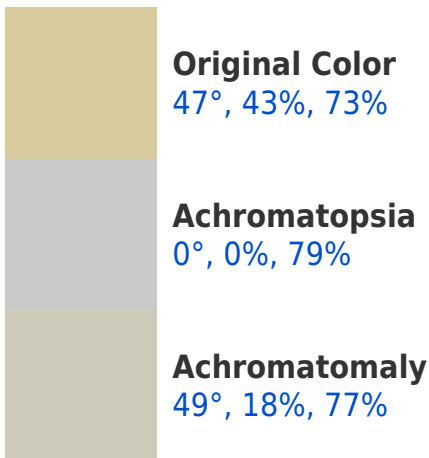 Original Color
47°, 43%, 73%
Achromatopsia
0°, 0%, 79%
Achromatomaly
49°, 18%, 77%